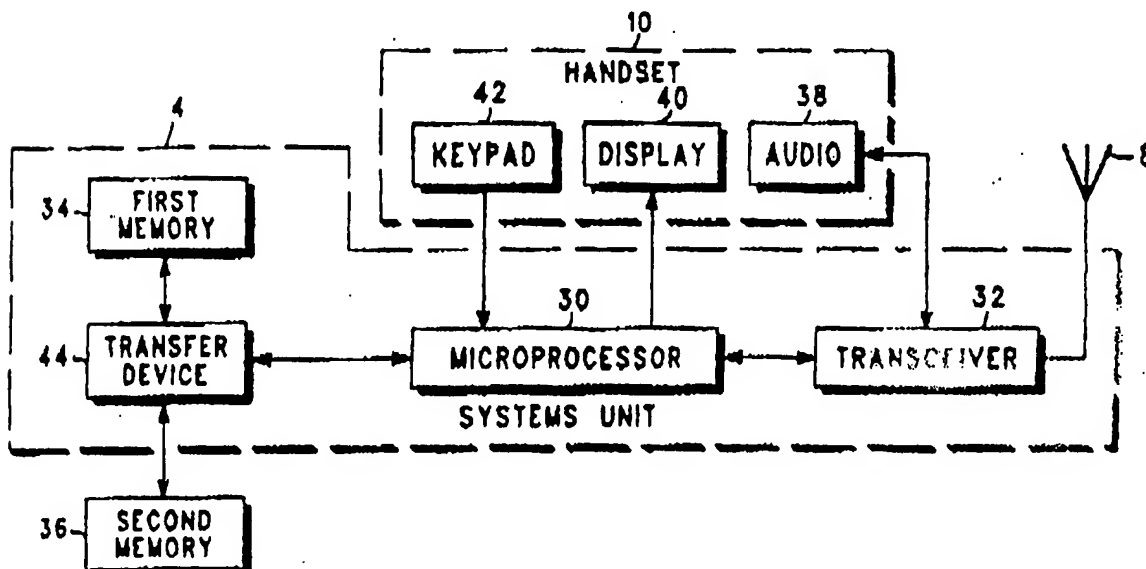 10
HANDSET
42
40
38
4
KEYPAD
DISPLAY
AUDIO
8
34
FIRST
MEMORY
30
32
44
TRANSFER
DEVICE
MICROPROCESSOR
TRANSCEIVER
SYSTEMS UNIT
36
SECOND
MEMORY